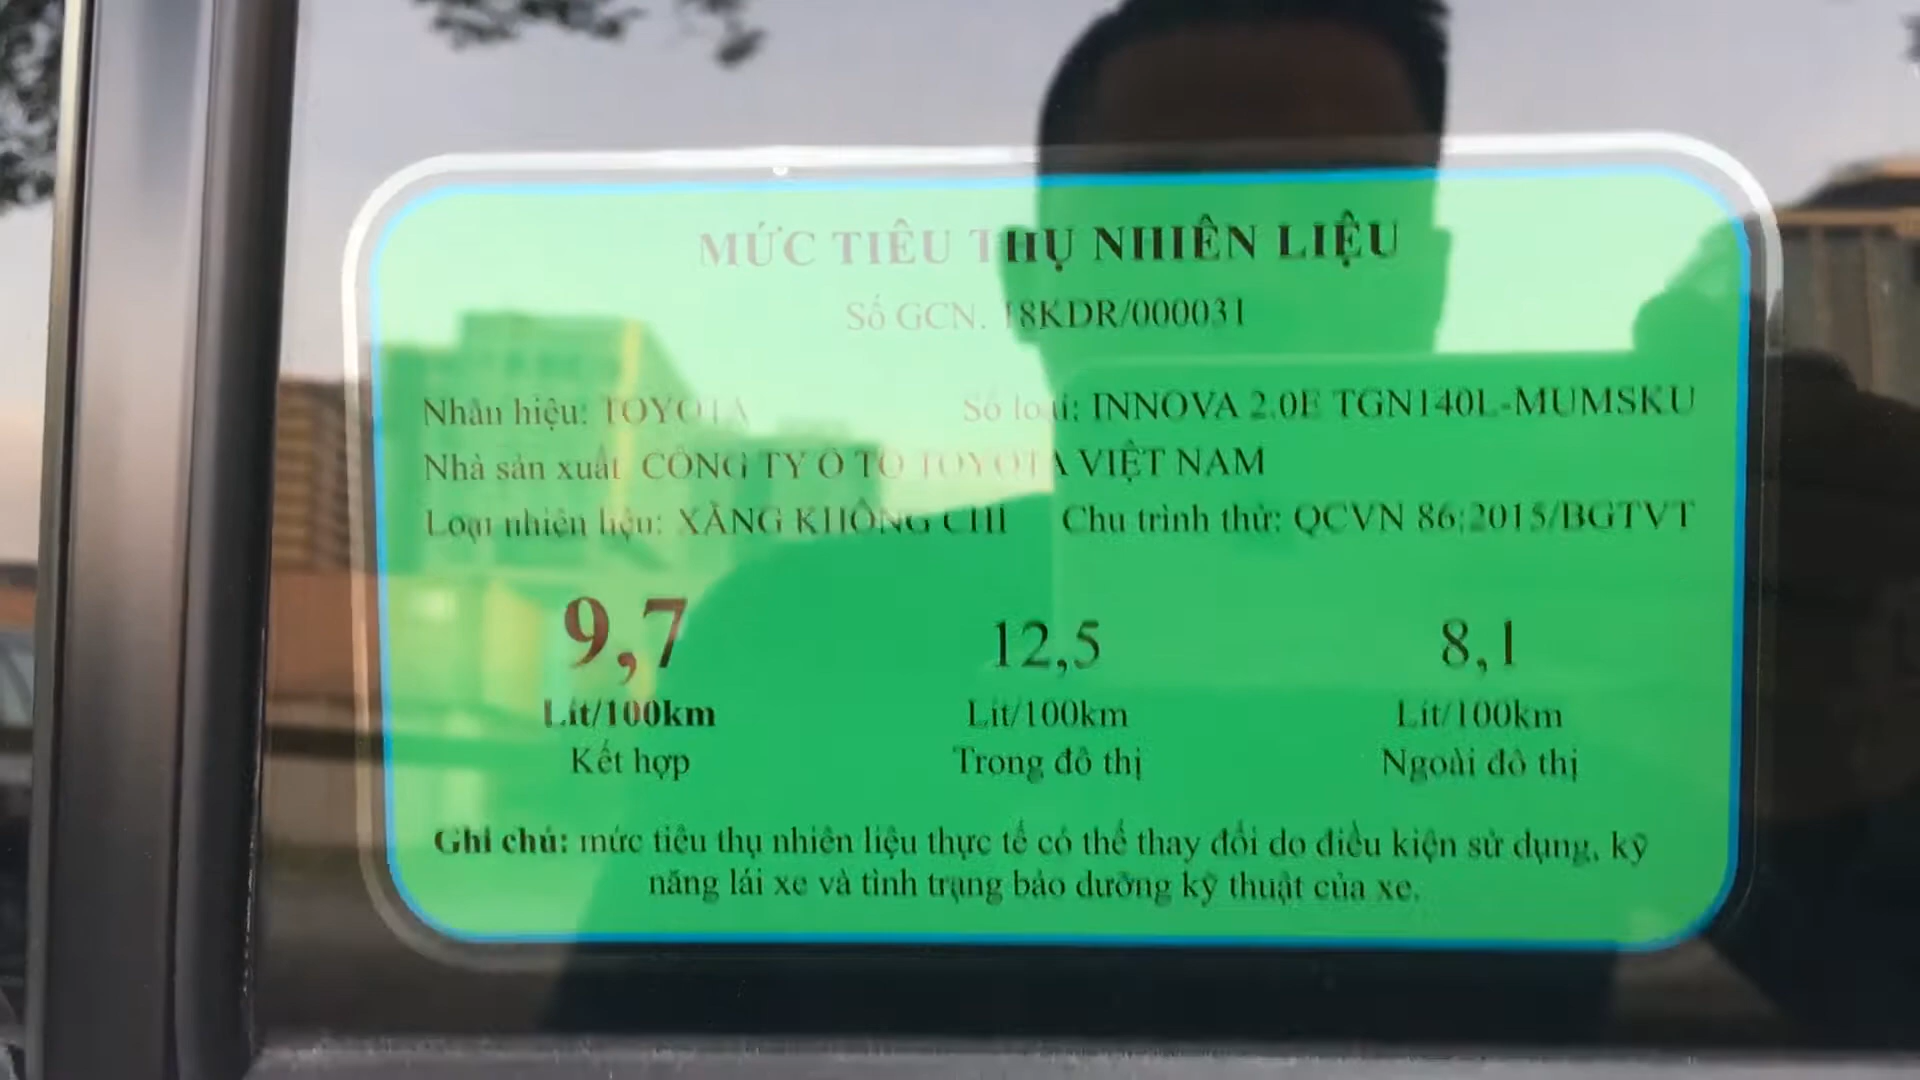 MỨC TIÊU THỤ NHIÊN LIỆU
Số GCN. 18KDR/000031
Nhãn hiệu: TOYOTA Số loại: INNOVA 2.0E TGN140L-MUMSKU
Nhà sản xuất CÔNG TY Ô TÔ TOYOTA VIỆT NAM
Loại nhiên liệu: XĂNG KHÔNG CHÌ Chu trình thử: QCVN 86:2015/BGTVT
9,7 12,5 8,1
Lít/100km Lít/100km Lít/100km
Kết hợp Trong đô thị Ngoài đô thị
Ghi chú: mức tiêu thụ nhiên liệu thực tế có thể thay đổi do điều kiện sử dụng, kỹ
năng lái xe và tình trạng bảo dưỡng kỹ thuật của xe.